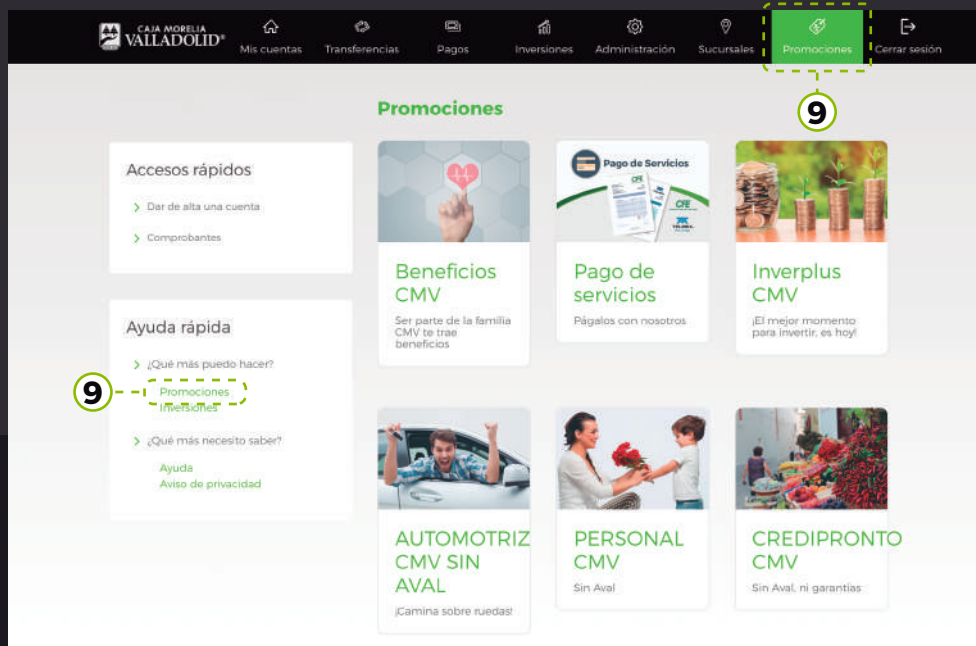 CAJA MORELIA
VALLADOLID®
Mis cuentas
Transferencias
Pagos
Inversiones
Administración
Sucursales
Promociones
Cerrar sesión
9
Promociones
Accesos rápidos
Dar de alta una cuenta
Comprobantes
Ayuda rápida
¿Qué más puedo hacer?
9
Promociones
Inversiones
¿Qué más necesito saber?
Ayuda
Aviso de privacidad
Beneficios
CMV
Ser parte de la familia
CMV te trae
beneficios
Pago de Servicios
CFE
CFE
Pago de
servicios
Págalos con nosotros
Inverplus
CMV
¡El mejor momento
para invertir, es hoy!
AUTOMOTRIZ
CMV SIN
AVAL
¡Camina sobre ruedas!
PERSONAL
CMV
Sin Aval
CREDIPRONTO
CMV
Sin Aval, ni garantías